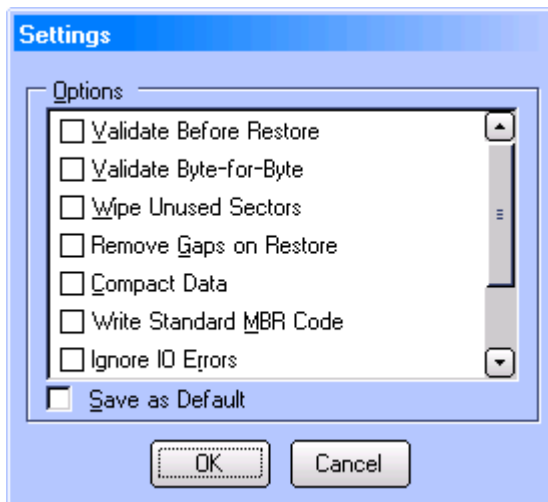 Settings
Options
Validate Before Restore
Validate Byte-for-Byte
Wipe Unused Sectors
Remove Gaps on Restore
Compact Data
Write Standard MBR Code
Ignore IO Errors
Save as Default
OK Cancel